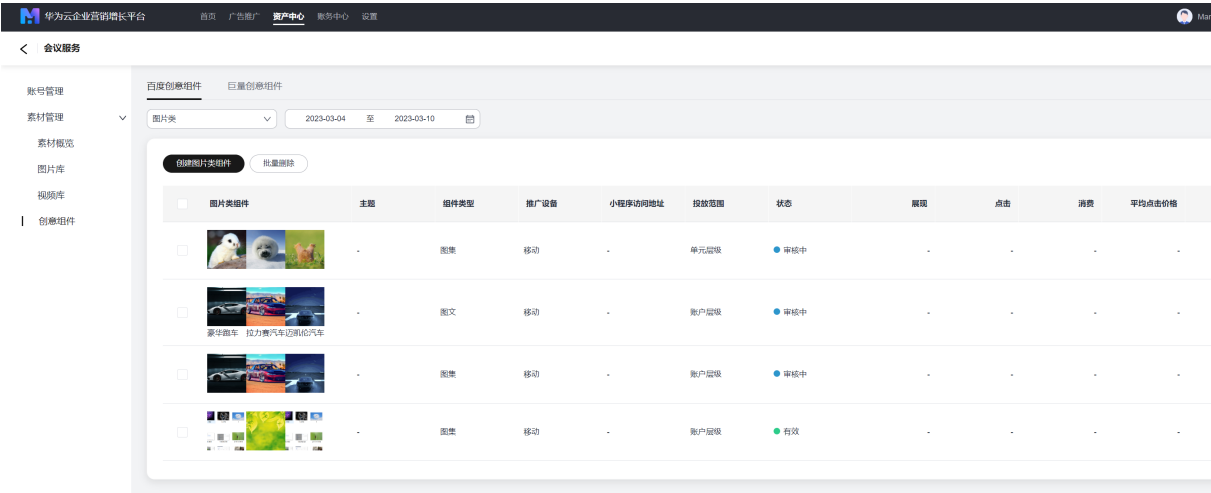 华为云企业营销增长平台 首页 广告推广 资产中心 账务中心 设置 Mar
会议服务
账号管理
素材管理
素材概览
图片库
视频库
创意组件
百度创意组件 巨量创意组件
图片类 2023-03-04 至 2023-03-10
创建图片类组件 批量删除
图片类组件 主题 组件类型 推广设备 小程序访问地址 投放范围 状态 展现 点击 消费 平均点击价格
- 图集 移动 - 单元层级 审核中 - - - -
- 图文 移动 - 账户层级 审核中 - - - -
豪华跑车 拉力赛汽车 迈凯伦汽车
- 图集 移动 - 账户层级 审核中 - - - -
- 图集 移动 - 账户层级 有效 - - - -